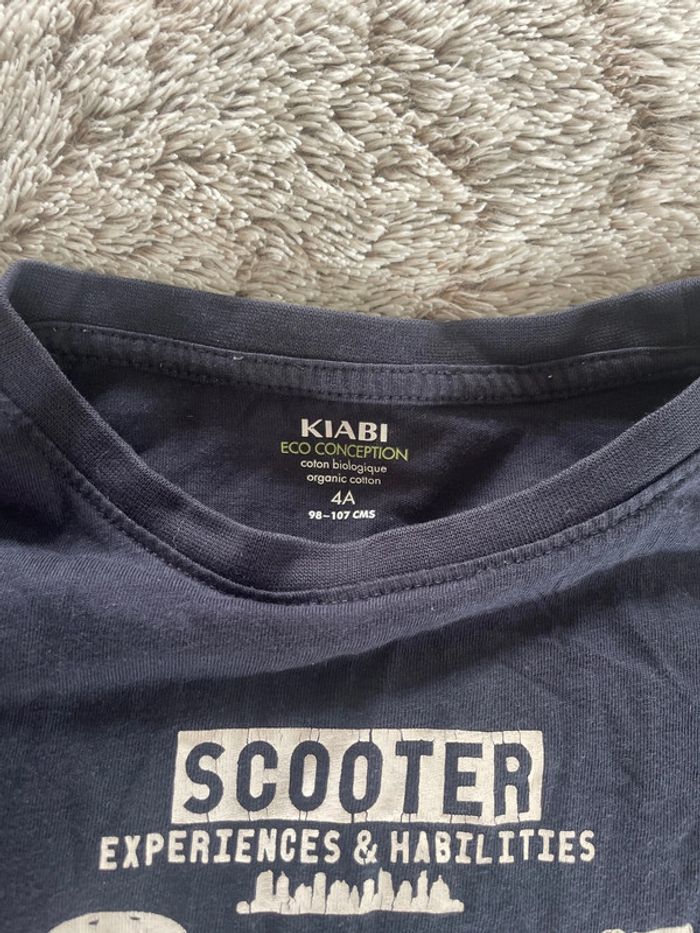 KIABI
ECO CONCEPTION
coton biologique
organic cotton
4A
98-107 CMS
SCOOTER
EXPERIENCES & HABILITIES